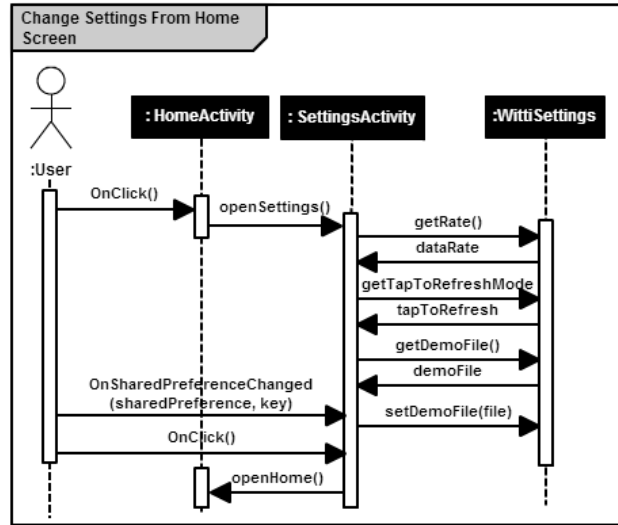 Change Settings From Home
Screen
: HomeActivity
: SettingsActivity
: WittiSettings
:User
OnClick()
openSettings()
getRate()
dataRate
getTapToRefreshMode
tapToRefresh
getDemoFile()
demoFile
OnSharedPreferenceChanged
(sharedPreference, key)
setDemoFile(file)
OnClick()
openHome()